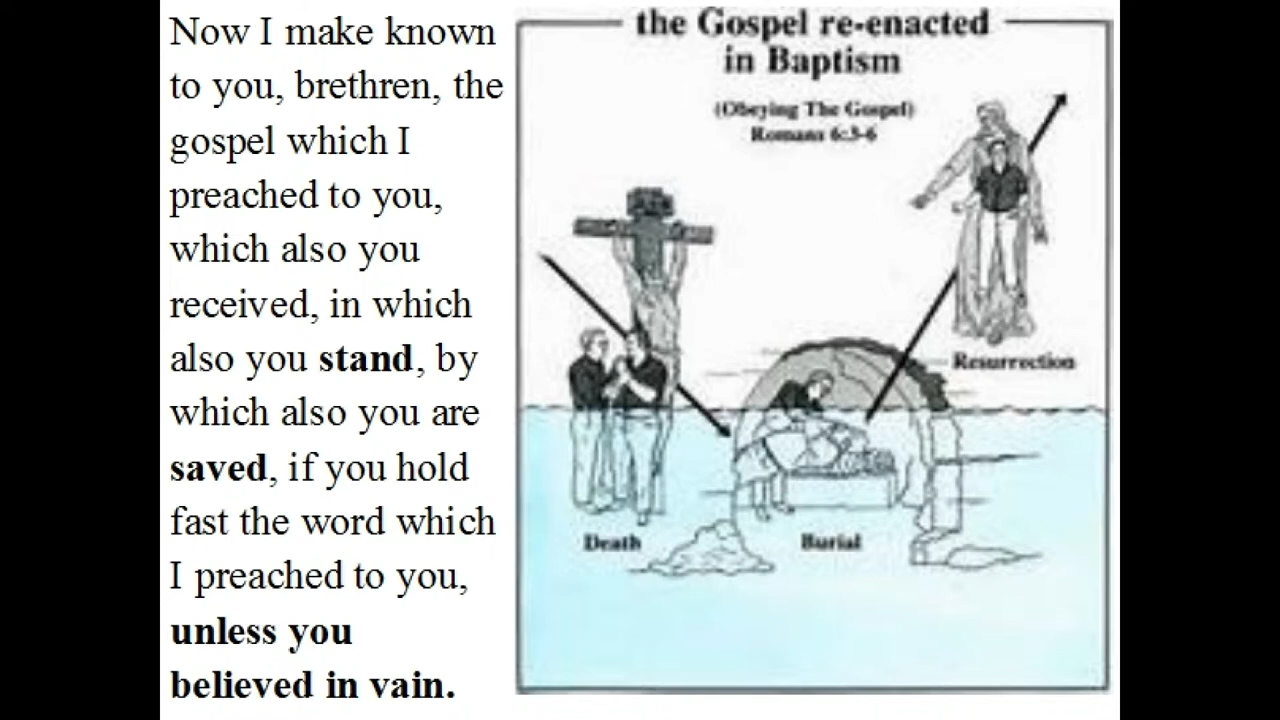 Now I make known
to you, brethren, the
gospel which I
preached to you,
which also you
received, in which
also you stand, by
which also you are
saved, if you hold
fast the word which
I preached to you,
unless you
believed in vain.
the Gospel re-enacted
in Baptism
(Obeying The Gospel)
Romans 6:3-6
Resurrection
Death
Burial